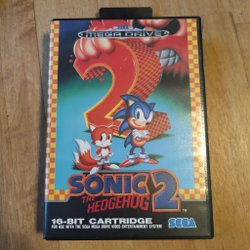 SEGA
MEGA DRIVE
2
SONIC
THE
HEDGEHOG 2
16-BIT CARTRIDGE
FOR USE WITH THE SEGA MEGA DRIVE VIDEO ENTERTAINMENT SYSTEM
SEGA